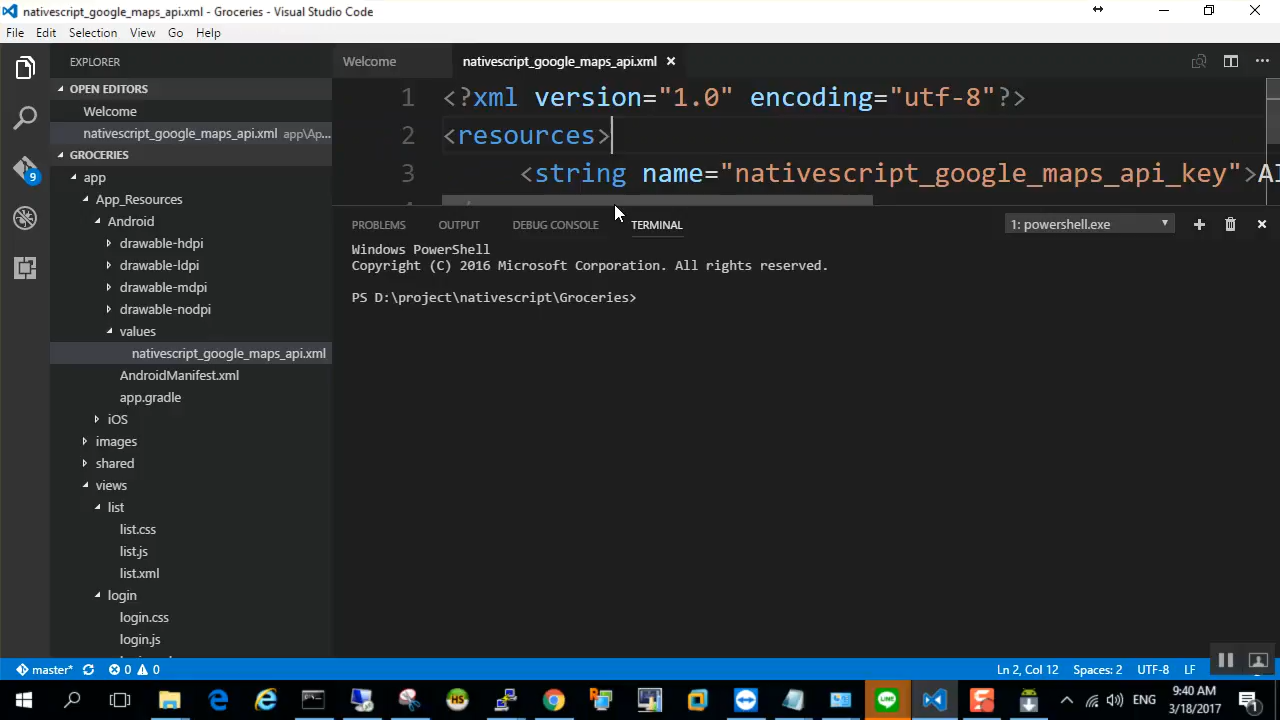 nativescript_google_maps_api.xml - Groceries - Visual Studio Code
File Edit Selection View Go Help
EXPLORER
OPEN EDITORS
Welcome
nativescript_google_maps_api.xml app\Ap...
GROCERIES
app
App_Resources
Android
drawable-hdpi
drawable-ldpi
drawable-mdpi
drawable-nodpi
values
nativescript_google_maps_api.xml
AndroidManifest.xml
app.gradle
iOS
images
shared
views
list
list.css
list.js
list.xml
login
login.css
login.js
9
Welcome nativescript_google_maps_api.xml
1 <?xml version="1.0" encoding="utf-8"?>
2 <resources>
3 <string name="nativescript_google_maps_api_key">AI
PROBLEMS OUTPUT DEBUG CONSOLE TERMINAL 1: powershell.exe
Windows PowerShell
Copyright (C) 2016 Microsoft Corporation. All rights reserved.
PS D:\project\nativescript\Groceries>
master* 0 0 Ln 2, Col 12 Spaces: 2 UTF-8 LF
HS LINE ENG 9:40 AM
3/18/2017 1